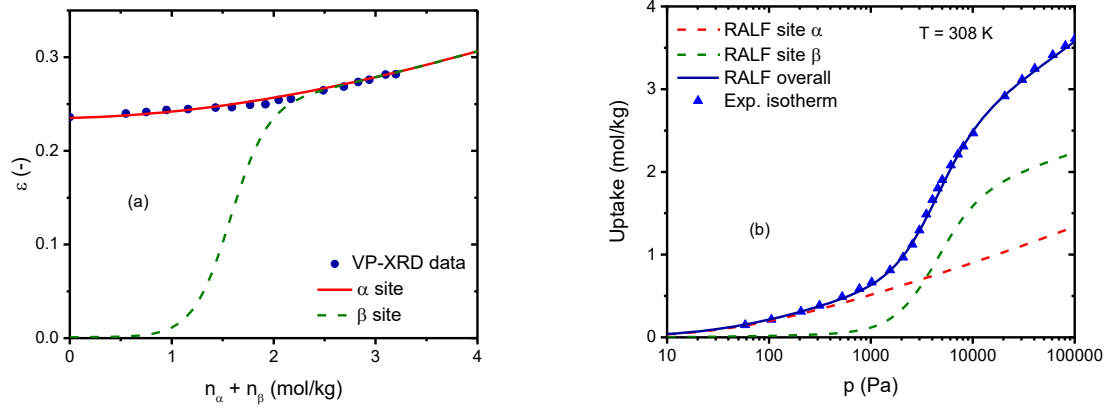 0.3
0.2
0.1
0.0
ε (-)
(a)
VP-XRD data
α site
β site
0
1
2
3
4
nα + nβ (mol/kg)
4
3
2
1
0
Uptake (mol/kg)
RALF site α
RALF site β
RALF overall
Exp. isotherm
T = 308 K
(b)
10
100
1000
10000
100000
p (Pa)